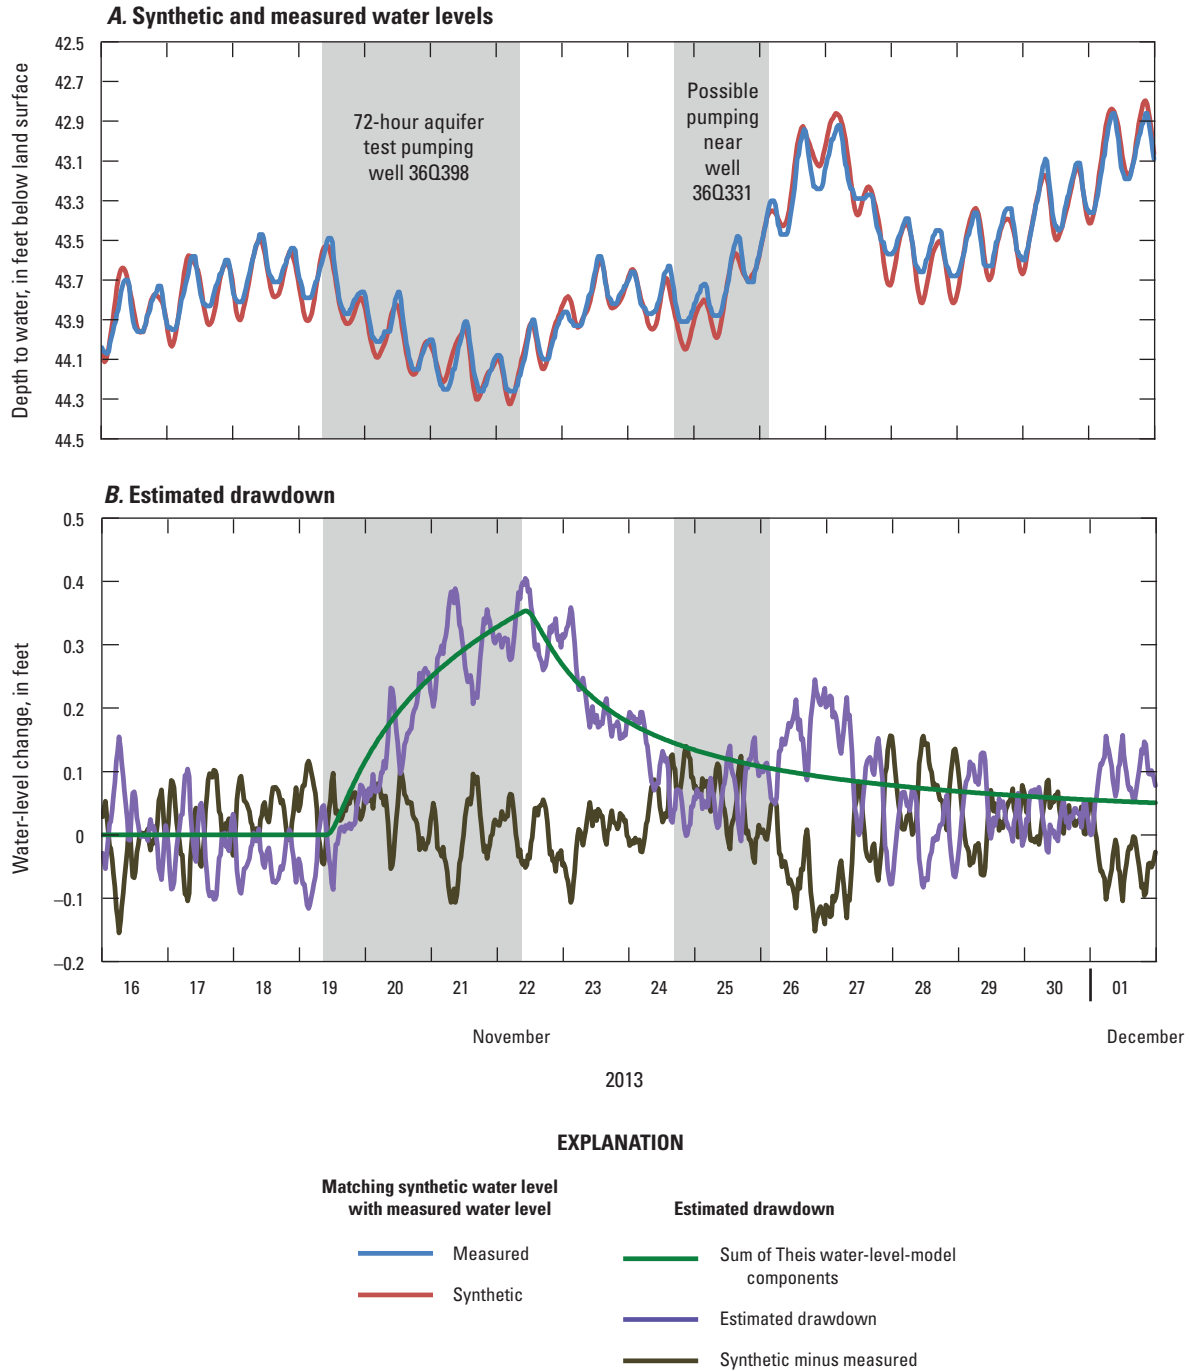 A. Synthetic and measured water levels
42.5
42.7
42.9
43.1
43.3
43.5
43.7
43.9
44.1
44.3
44.5
Depth to water, in feet below land surface
72-hour aquifer
test pumping
well 36Q398
Possible
pumping
near
well
36Q331
B. Estimated drawdown
0.5
0.4
0.3
0.2
0.1
0
–0.1
–0.2
Water-level change, in feet
16 17 18 19 20 21 22 23 24 25 26 27 28 29 30 01
November December
2013
EXPLANATION
Matching synthetic water level
with measured water level
Measured
Synthetic
Estimated drawdown
Sum of Theis water-level-model
components
Estimated drawdown
Synthetic minus measured